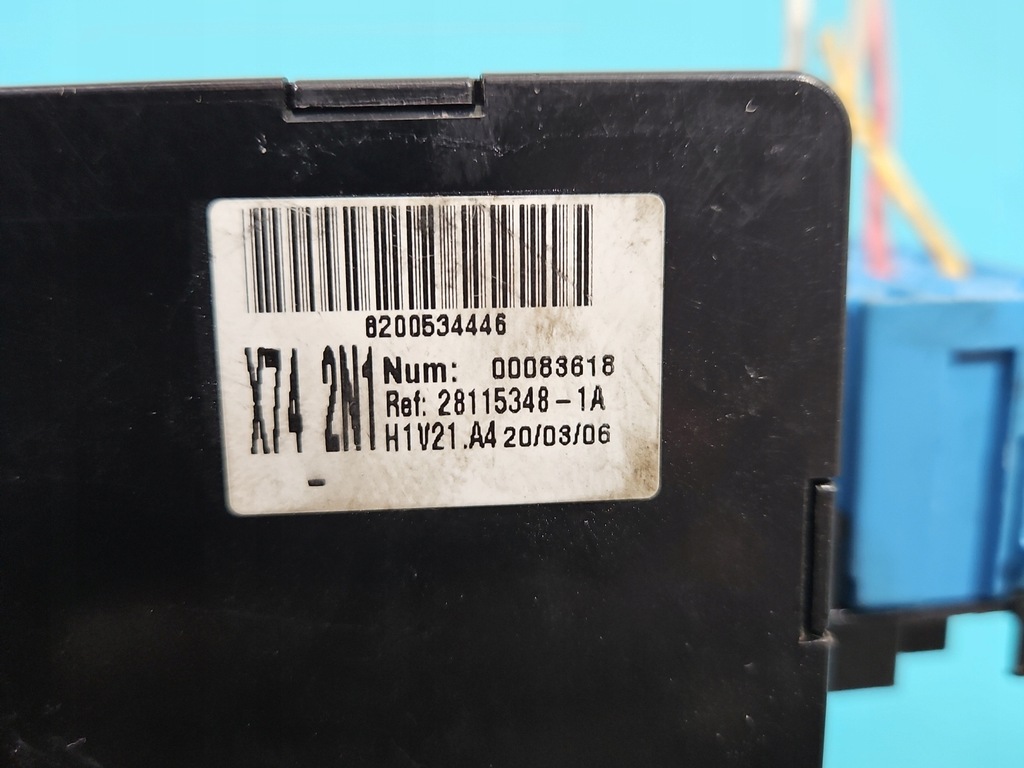 8200534446
X74 2N1
Num: 00083618
Ref: 28115348-1A
H1V21.A4 20/03/06
-